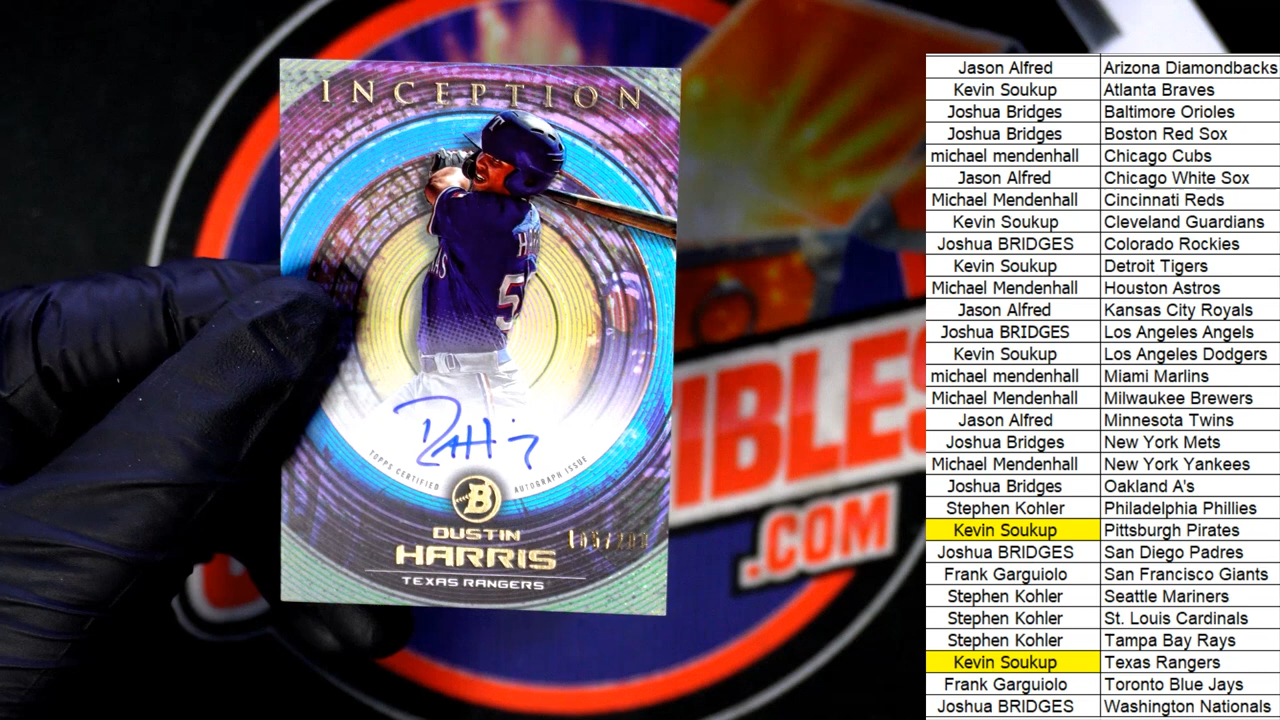 INCEPTION
T
AS
5
DHH
TOPPS CERTIFIED AUTOGRAPH ISSUE
B
DUSTIN
HARRIS
TEXAS RANGERS
IBLES
.COM
Jason Alfred Arizona Diamondbacks
Kevin Soukup Atlanta Braves
Joshua Bridges Baltimore Orioles
Joshua Bridges Boston Red Sox
michael mendenhall Chicago Cubs
Jason Alfred Chicago White Sox
Michael Mendenhall Cincinnati Reds
Kevin Soukup Cleveland Guardians
Joshua BRIDGES Colorado Rockies
Kevin Soukup Detroit Tigers
Michael Mendenhall Houston Astros
Jason Alfred Kansas City Royals
Joshua BRIDGES Los Angeles Angels
Kevin Soukup Los Angeles Dodgers
michael mendenhall Miami Marlins
Michael Mendenhall Milwaukee Brewers
Jason Alfred Minnesota Twins
Joshua Bridges New York Mets
Michael Mendenhall New York Yankees
Joshua Bridges Oakland A's
Stephen Kohler Philadelphia Phillies
Kevin Soukup Pittsburgh Pirates
Joshua BRIDGES San Diego Padres
Frank Garguiolo San Francisco Giants
Stephen Kohler Seattle Mariners
Stephen Kohler St. Louis Cardinals
Stephen Kohler Tampa Bay Rays
Kevin Soukup Texas Rangers
Frank Garguiolo Toronto Blue Jays
Joshua BRIDGES Washington Nationals